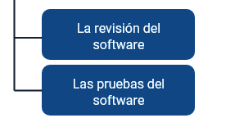 La revisión del
software
Las pruebas del
software